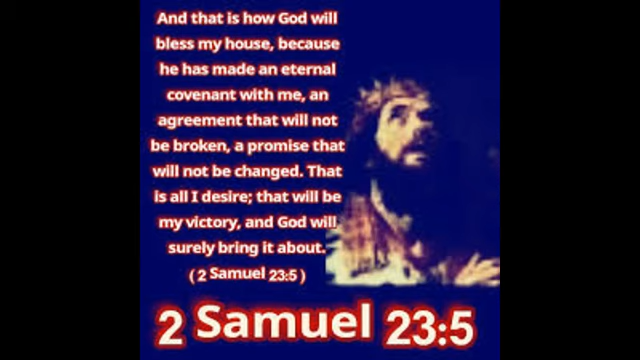 And that is how God will
bless my house, because
he has made an eternal
covenant with me, an
agreement that will not
be broken, a promise that
will not be changed. That
is all I desire; that will be
my victory, and God will
surely bring it about.
( 2 Samuel 23:5 )
2 Samuel 23:5